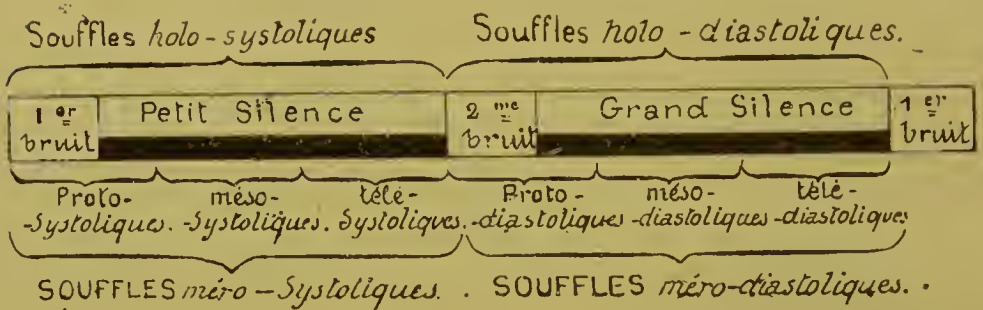 Souffles holo-systoliques Souffles holo-diastoliques.
1er bruit Petit Silence 2me bruit Grand Silence 1er bruit
Proto- méso- télé- Proto- méso- télé-
-Systoliques. -Systoliques. Systoliques. -diastoliques -diastoliques -diastoliques
SOUFFLES méro-Systoliques. . SOUFFLES méro-diastoliques. .